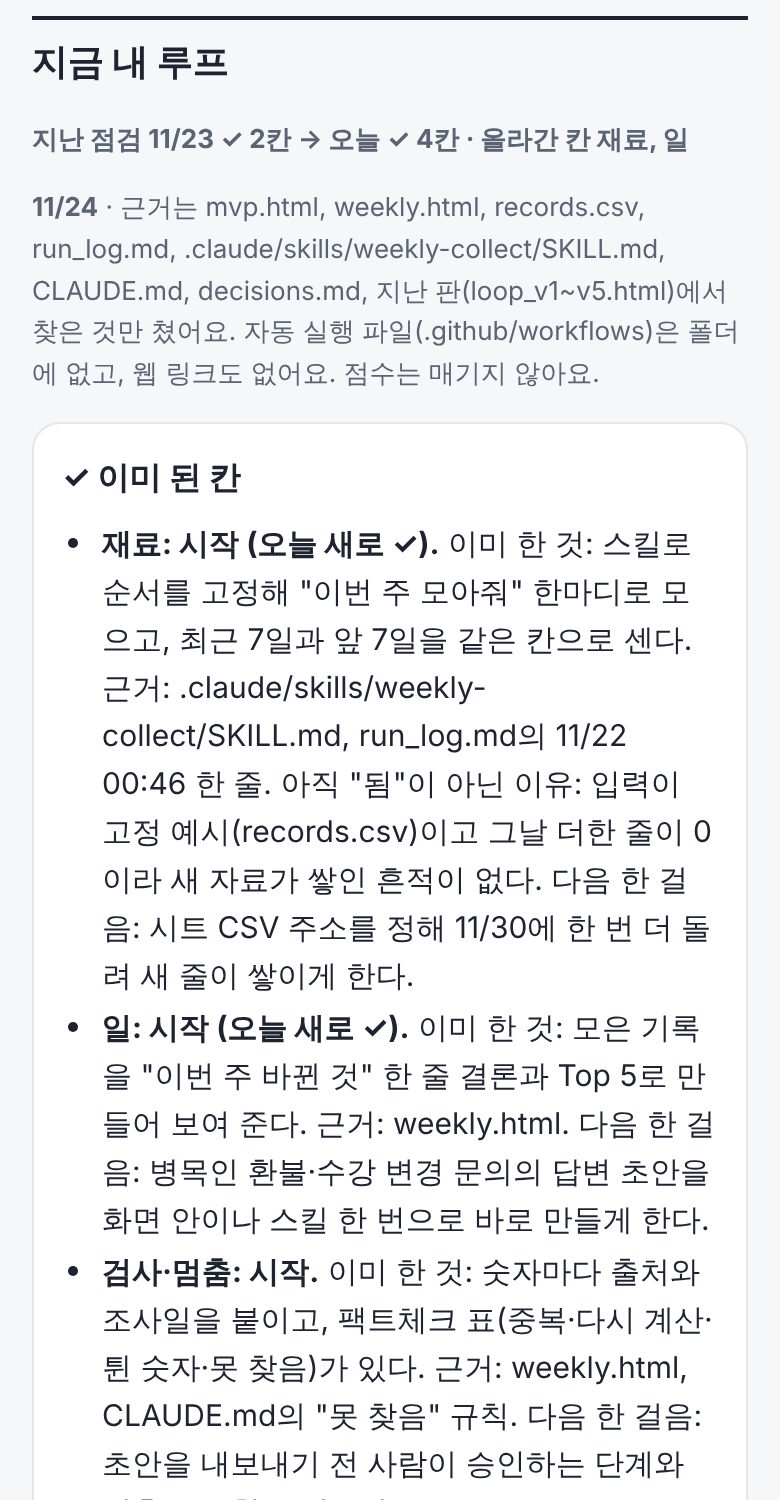 지금 내 루프
지난 점검 11/23 ✓ 2칸 → 오늘 ✓ 4칸 · 올라간 칸 재료, 일
11/24 · 근거는 mvp.html, weekly.html, records.csv,
run_log.md, .claude/skills/weekly-collect/SKILL.md,
CLAUDE.md, decisions.md, 지난 판(loop_v1~v5.html)에서
찾은 것만 쳤어요. 자동 실행 파일(.github/workflows)은 폴더
에 없고, 웹 링크도 없어요. 점수는 매기지 않아요.
✓ 이미 된 칸
• 재료: 시작 (오늘 새로 ✓). 이미 한 것: 스킬로
순서를 고정해 "이번 주 모아줘" 한마디로 모
으고, 최근 7일과 앞 7일을 같은 칸으로 센다.
근거: .claude/skills/weekly-
collect/SKILL.md, run_log.md의 11/22
00:46 한 줄. 아직 "됨"이 아닌 이유: 입력이
고정 예시(records.csv)이고 그날 더한 줄이 0
이라 새 자료가 쌓인 흔적이 없다. 다음 한 걸
음: 시트 CSV 주소를 정해 11/30에 한 번 더 돌
려 새 줄이 쌓이게 한다.
• 일: 시작 (오늘 새로 ✓). 이미 한 것: 모은 기록
을 "이번 주 바뀐 것" 한 줄 결론과 Top 5로 만
들어 보여 준다. 근거: weekly.html. 다음 한 걸
음: 병목인 환불·수강 변경 문의의 답변 초안을
화면 안이나 스킬 한 번으로 바로 만들게 한다.
• 검사·멈춤: 시작. 이미 한 것: 숫자마다 출처와
조사일을 붙이고, 팩트체크 표(중복·다시 계산·
튄 숫자·못 찾음)가 있다. 근거: weekly.html,
CLAUDE.md의 "못 찾음" 규칙. 다음 한 걸음:
초안을 내보내기 전 사람이 승인하는 단계와